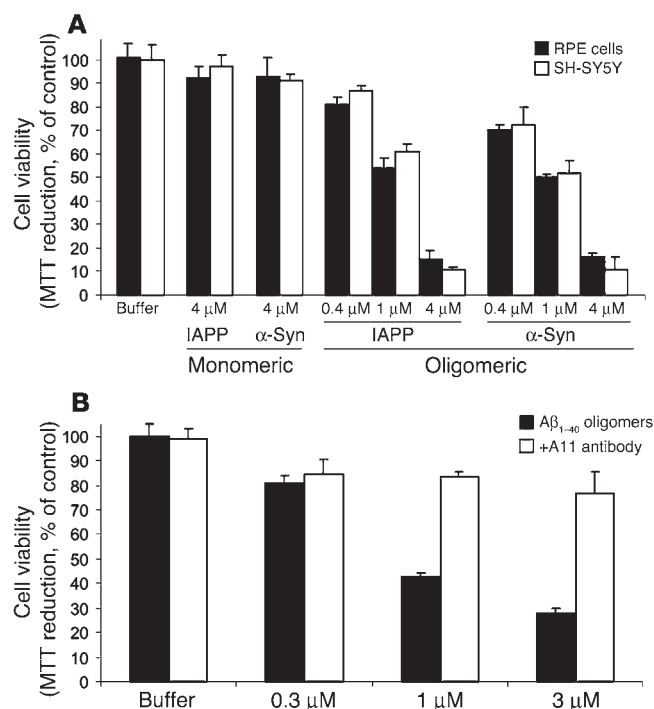 A
Cell viability
(MTT reduction, % of control)
100
90
80
70
60
50
40
30
20
10
0
RPE cells
SH-SY5Y
Buffer
4 µM
4 µM
0.4 µM
1 µM
4 µM
0.4 µM
1 µM
4 µM
IAPP
α-Syn
IAPP
α-Syn
Monomeric
Oligomeric
B
Cell viability
(MTT reduction, % of control)
100
90
80
70
60
50
40
30
20
10
0
Aβ1–40 oligomers
+A11 antibody
Buffer
0.3 µM
1 µM
3 µM